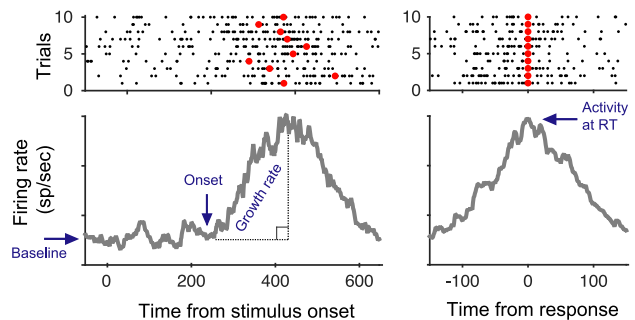 Trials
10
5
0
10
5
0
Firing rate
(sp/sec)
Baseline
Onset
Growth rate
Activity
at RT
0
200
400
600
-100
0
100
Time from stimulus onset
Time from response